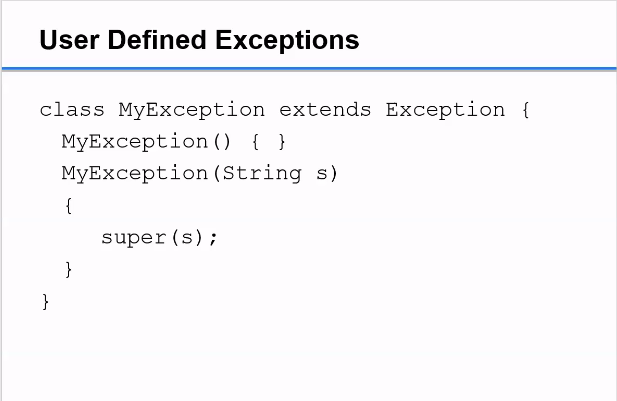 User Defined Exceptions
class MyException extends Exception {
MyException() { }
MyException(String s)
{
super(s);
}
}